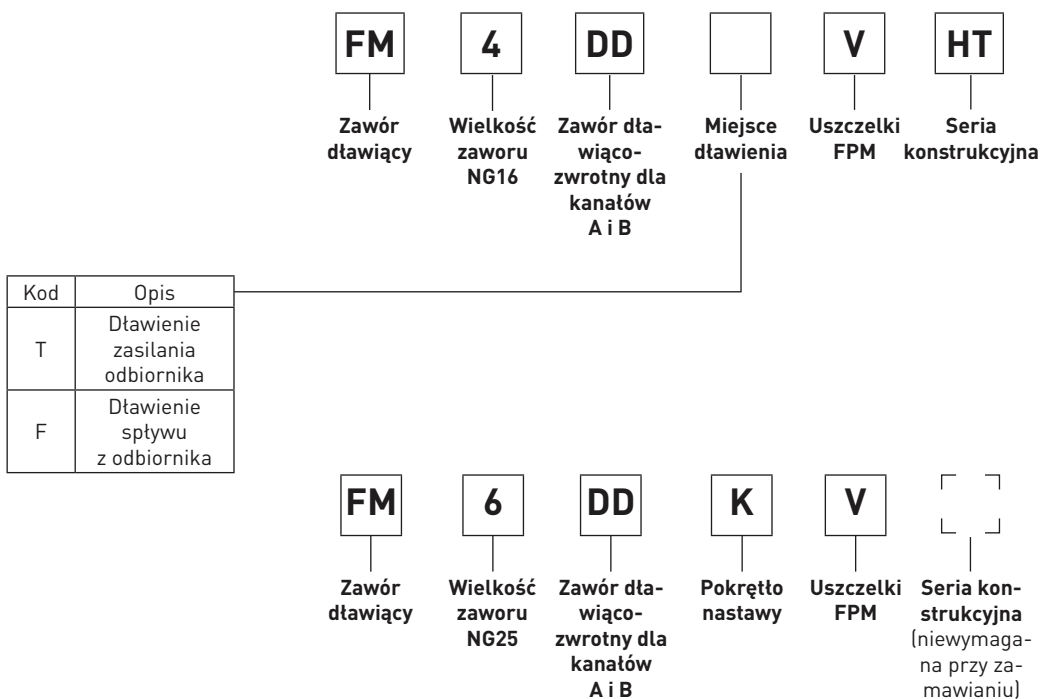 FM 4 DD V HT
Zawór Wielkość Zawór dła- Miejsce Uszczelki Seria
dławiący zaworu wiąco- dławienia FPM konstrukcyjna
NG16 zwrotny dla
kanałów
A i B
Kod Opis
T Dławienie
zasilania
odbiornika
F Dławienie
spływu
z odbiornika
FM 6 DD K V
Zawór Wielkość Zawór dła- Pokrętło Uszczelki Seria kon-
dławiący zaworu wiąco- nastawy FPM strukcyjna
NG25 zwrotny dla (niewymaga-
kanałów na przy za-
A i B mawianiu)